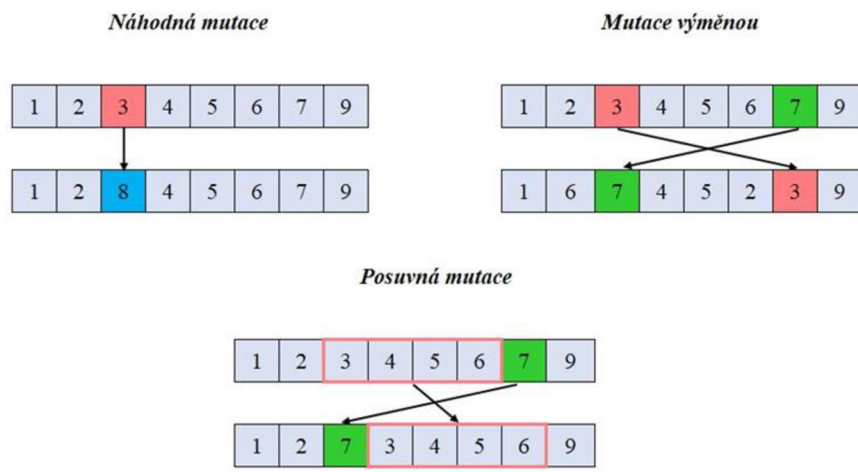 Náhodná mutace
1 2 3 4 5 6 7 9
1 2 8 4 5 6 7 9
Mutace výměnou
1 2 3 4 5 6 7 9
1 6 7 4 5 2 3 9
Posuvná mutace
1 2 3 4 5 6 7 9
1 2 7 3 4 5 6 9